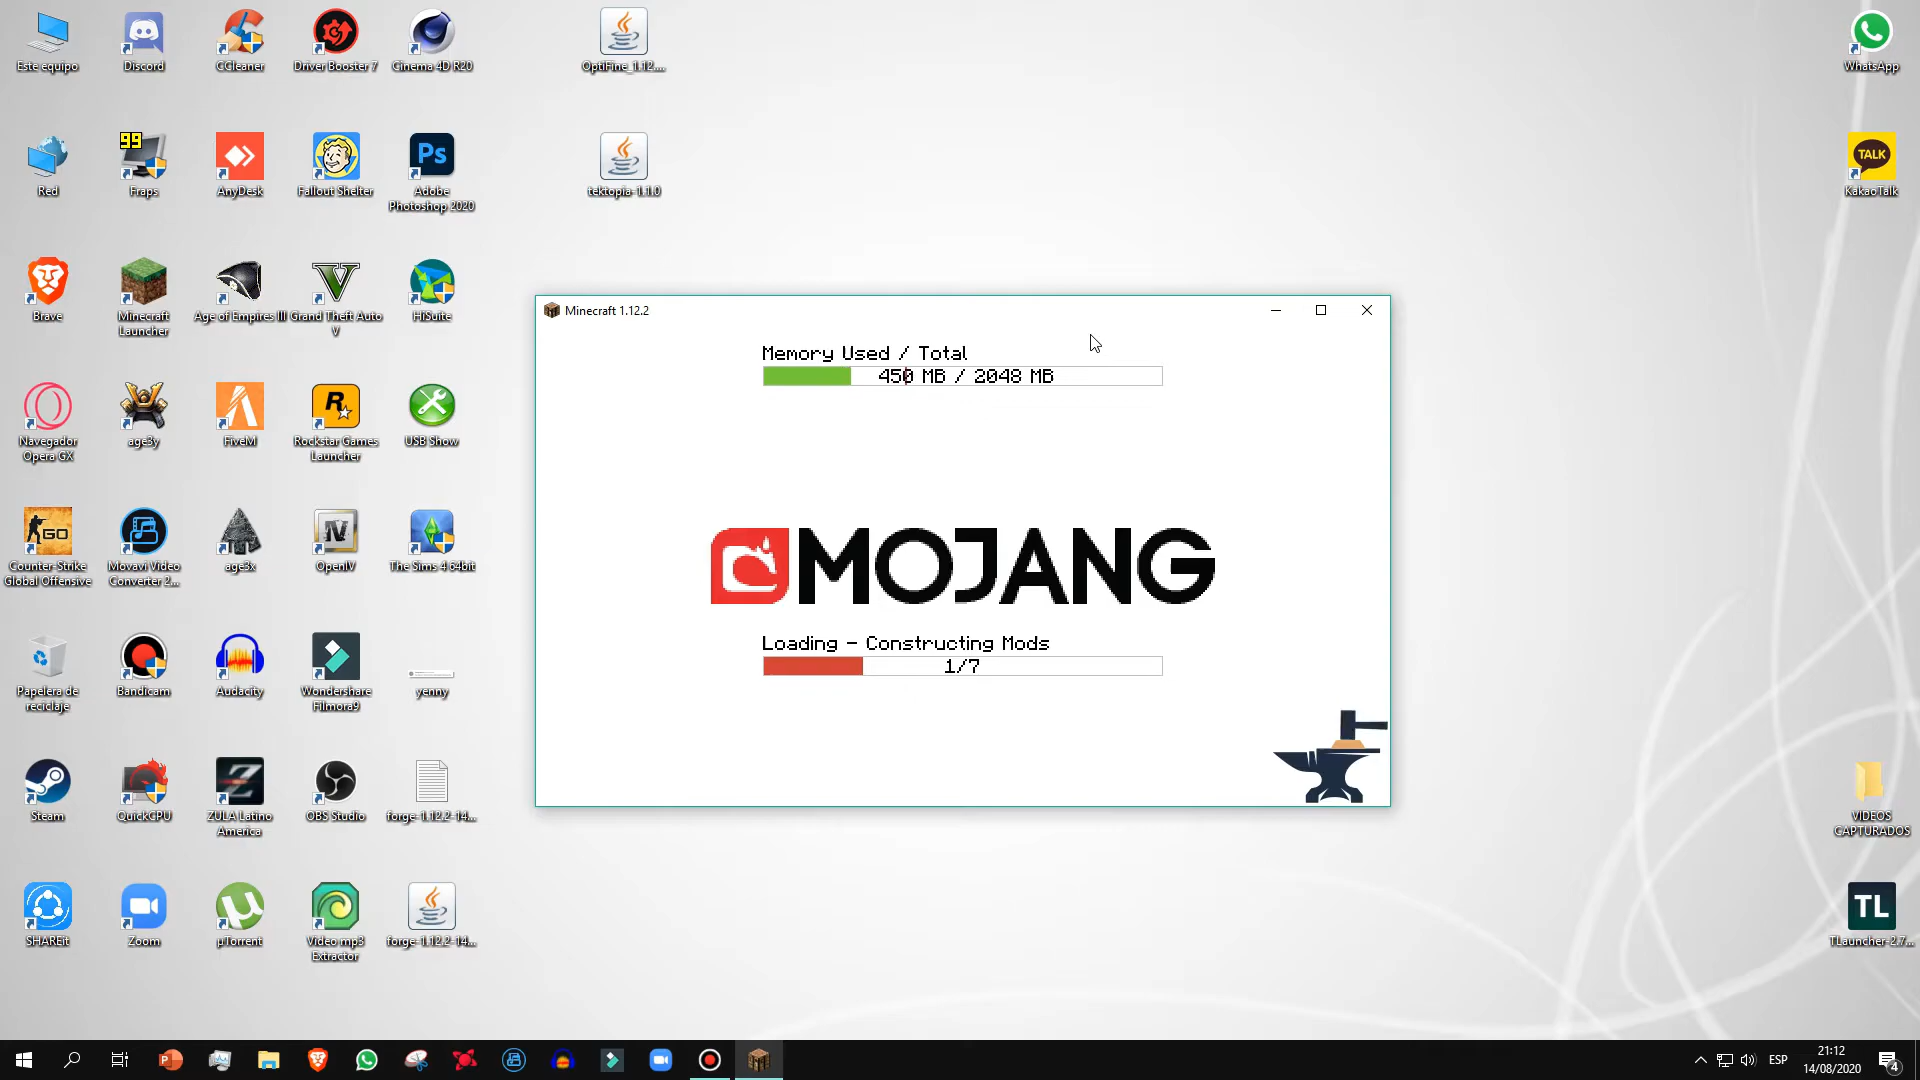 Este equipo
Discord
CCleaner
Driver Booster 7
Cinema 4D R20
OptiFine_1.12....
WhatsApp
99
Ps
TALK
Red
Fraps
AnyDesk
Fallout Shelter
Adobe
Photoshop 2020
tektopia-1.1.0
KakaoTalk
V
Brave
Minecraft
Launcher
Age of Empires III
Grand Theft Auto
V
HiSuite
Minecraft 1.12.2
Memory Used / Total
450 MB / 2048 MB
R
Navegador
Opera GX
age3y
FiveM
Rockstar Games
Launcher
USB Show
GO
IV
Counter-Strike
Global Offensive
Movavi Video
Converter 2...
age3x
OpenIV
The Sims 4 64bit
MOJANG
Loading - Constructing Mods
1/7
Papelera de
reciclaje
Bandicam
Audacity
Wondershare
Filmora9
yenny
Z
Steam
QuickCPU
ZULA Latino
America
OBS Studio
forge-1.12.2-14....
VIDEOS
CAPTURADOS
TL
SHAREit
Zoom
µTorrent
Video mp3
Extractor
forge-1.12.2-14....
TLauncher-2.7...
ESP
21:12
14/08/2020
4